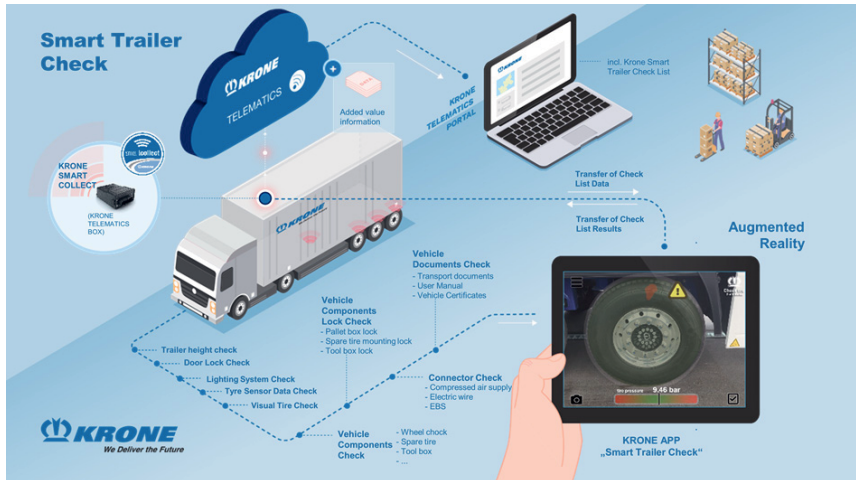 Smart Trailer
Check
KRONE
TELEMATICS
+
Added value
information
KRONE
TELEMATICS
PORTAL
KRONE
incl. Krone Smart
Trailer Check List
KRONE
SMART
COLLECT
(KRONE
TELEMATICS
BOX)
KRONE
Transfer of Check
List Data
Transfer of Check
List Results
Augmented
Reality
Vehicle
Documents Check
- Transport documents
- User Manual
- Vehicle Certificates
Vehicle
Components
Lock Check
- Pallet box lock
- Spare tire mounting lock
- Tool box lock
Trailer height check
Door Lock Check
Lighting System Check
Tyre Sensor Data Check
Visual Tire Check
Connector Check
- Compressed air supply
- Electric wire
- EBS
Vehicle
Components
Check
- Wheel chock
- Spare tire
- Tool box
- ...
9.46 bar
KRONE APP
„Smart Trailer Check“
KRONE
We Deliver the Future